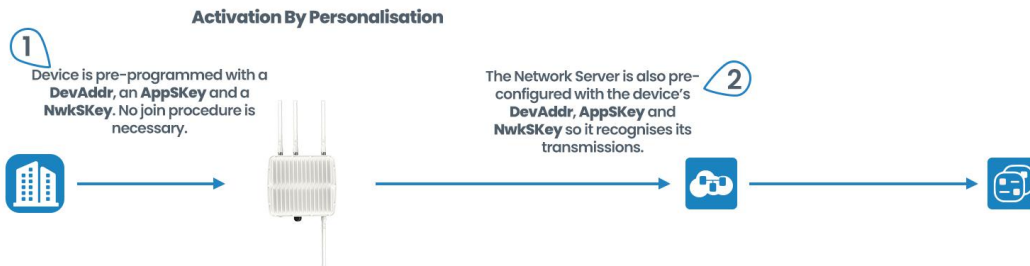 Activation By Personalisation
1
Device is pre-programmed with a
DevAddr, an AppSKey and a
NwkSKey. No join procedure is
necessary.
2
The Network Server is also pre-
configured with the device's
DevAddr, AppSKey and
NwkSKey so it recognises its
transmissions.